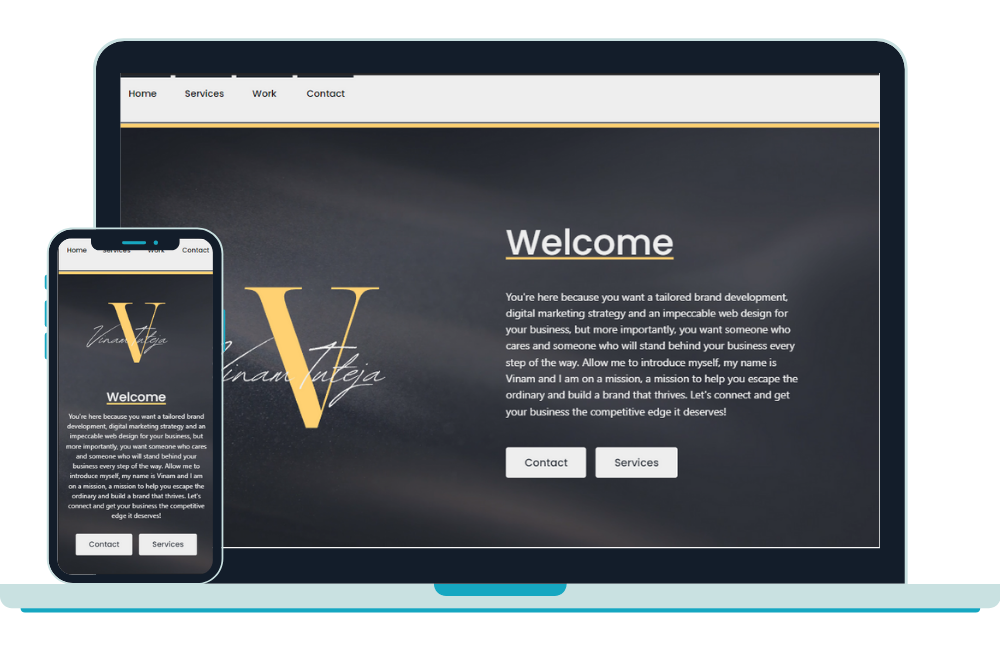 Home Services Work Contact
Welcome
You're here because you want a tailored brand development,
digital marketing strategy and an impeccable web design for
your business, but more importantly, you want someone who
cares and someone who will stand behind your business every
step of the way. Allow me to introduce myself, my name is
Vinam and I am on a mission, a mission to help you escape the
ordinary and build a brand that thrives. Let's connect and get
your business the competitive edge it deserves!
Contact Services
V
Vinam Tuteja
Home Services Work Contact
V
Vinam Tuteja
Welcome
You're here because you want a tailored brand
development, digital marketing strategy and an
impeccable web design for your business, but
more importantly, you want someone who cares
and someone who will stand behind your
business every step of the way. Allow me to
introduce myself, my name is Vinam and I am
on a mission, a mission to help you escape the
ordinary and build a brand that thrives. Let's
connect and get your business the competitive
edge it deserves!
Contact Services